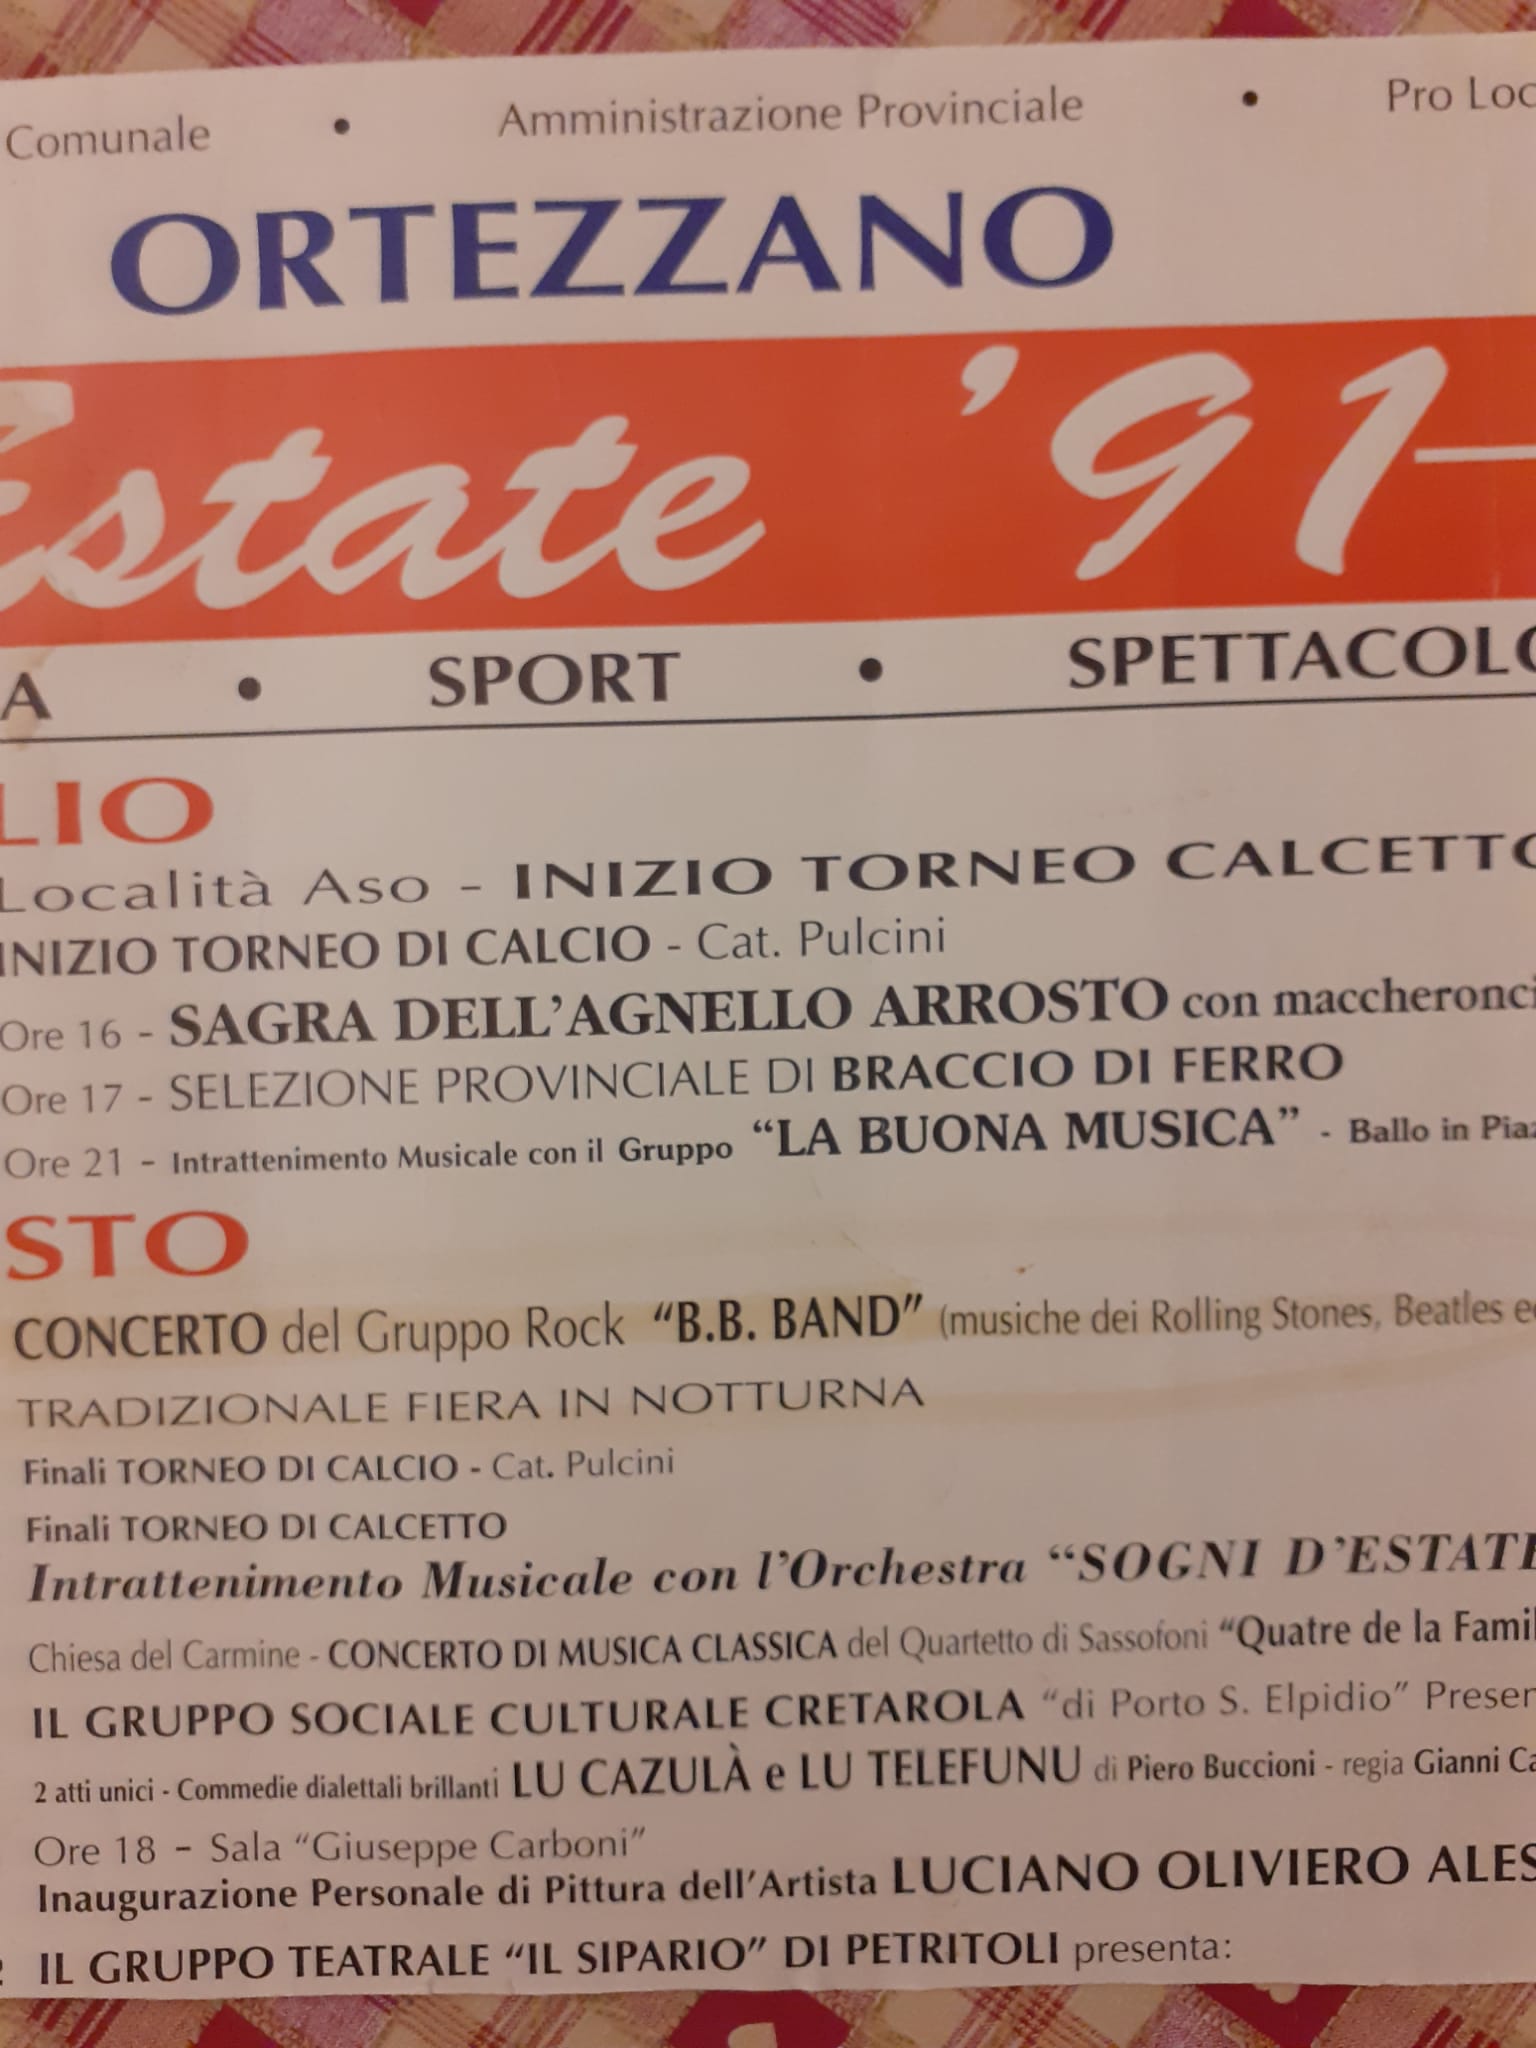 Comunale • Amministrazione Provinciale • Pro Loc
ORTEZZANO
Estate '91
A • SPORT • SPETTACOLO
LIO
Località Aso - INIZIO TORNEO CALCETTO
INIZIO TORNEO DI CALCIO - Cat. Pulcini
Ore 16 - SAGRA DELL'AGNELLO ARROSTO con maccheronci
Ore 17 - SELEZIONE PROVINCIALE DI BRACCIO DI FERRO
Ore 21 - Intrattenimento Musicale con il Gruppo “LA BUONA MUSICA” - Ballo in Piaz
STO
CONCERTO del Gruppo Rock “B.B. BAND” (musiche dei Rolling Stones, Beatles ec
TRADIZIONALE FIERA IN NOTTURNA
Finali TORNEO DI CALCIO - Cat. Pulcini
Finali TORNEO DI CALCETTO
Intrattenimento Musicale con l'Orchestra “SOGNI D'ESTATE
Chiesa del Carmine - CONCERTO DI MUSICA CLASSICA del Quartetto di Sassofoni “Quatre de la Famil
IL GRUPPO SOCIALE CULTURALE CRETAROLA “di Porto S. Elpidio” Presen
2 atti unici - Commedie dialettali brillanti LU CAZULÀ e LU TELEFUNU di Piero Buccioni - regia Gianni Ca
Ore 18 - Sala “Giuseppe Carboni”
Inaugurazione Personale di Pittura dell'Artista LUCIANO OLIVIERO ALES
IL GRUPPO TEATRALE “IL SIPARIO” DI PETRITOLI presenta: